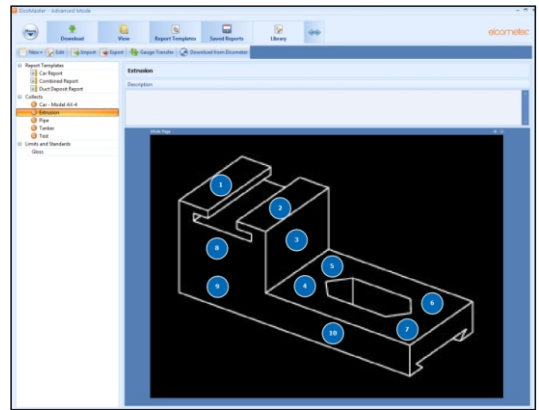 ElcoMaster - Advanced Mode
Download
View
Report Templates
Saved Reports
Library
elcometer
New
Edit
Import
Export
Gauge Transfer
Download from Elcometer
Report Templates
Car Report
Combined Report
Duct Deposit Report
Collects
Car - Model AX-4
Extrusion
Pipe
Tanker
Test
Limits and Standards
Gloss
Extrusion
Description
Whole Page
1
2
3
8
5
4
9
6
7
10